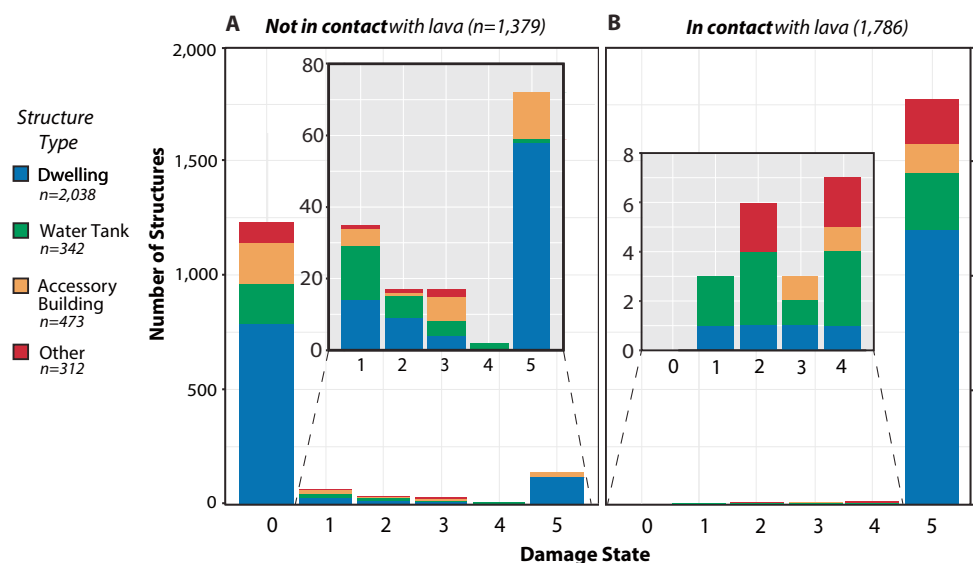 A Not in contact with lava (n=1,379)
B In contact with lava (1,786)
Structure
Type
Dwelling
n=2,038
Water Tank
n=342
Accessory
Building
n=473
Other
n=312
Number of Structures
2,000
1,500
1,000
500
0
80
60
40
20
0
1 2 3 4 5
8
6
4
2
0
0 1 2 3 4
0 1 2 3 4 5
0 1 2 3 4 5
Damage State